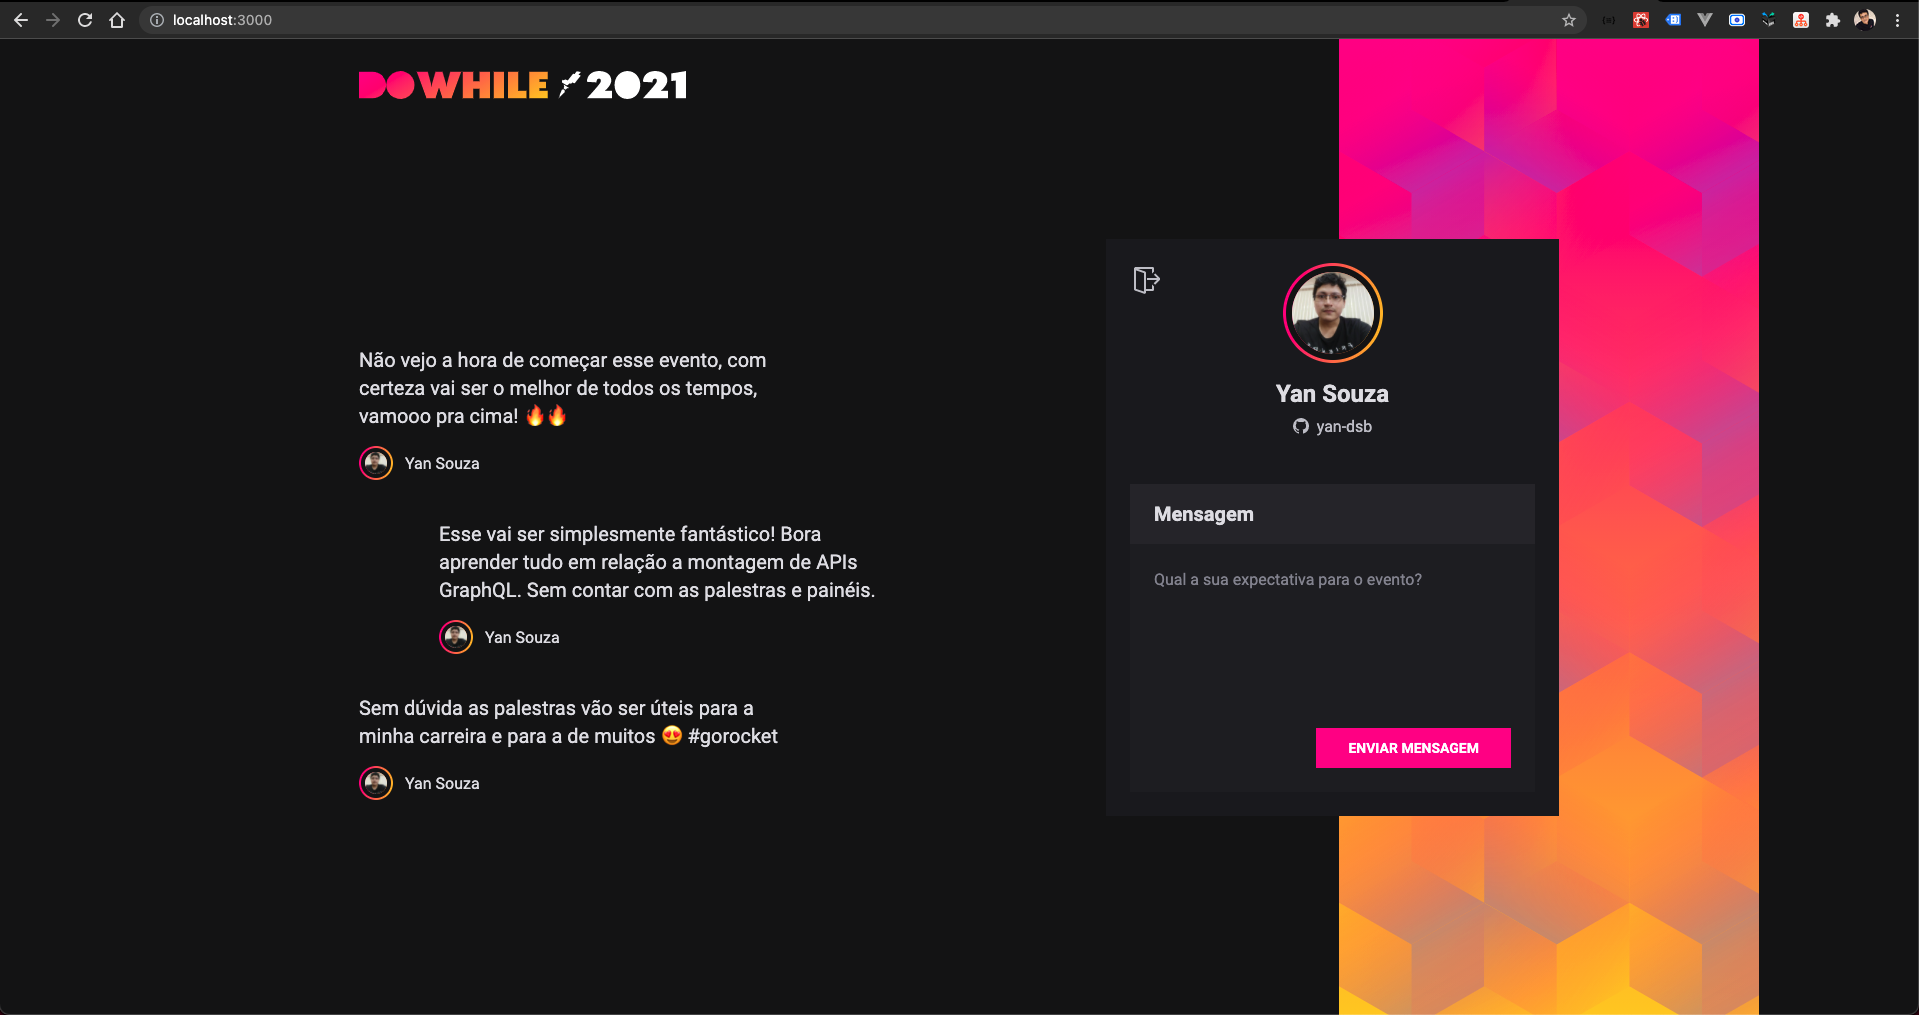 localhost:3000
DOWHILE 2021
Não vejo a hora de começar esse evento, com
certeza vai ser o melhor de todos os tempos,
vamooo pra cima! 🔥🔥
Yan Souza
Esse vai ser simplesmente fantástico! Bora
aprender tudo em relação a montagem de APIs
GraphQL. Sem contar com as palestras e painéis.
Yan Souza
Sem dúvida as palestras vão ser úteis para a
minha carreira e para a de muitos 😍 #gorocket
Yan Souza
Yan Souza
yan-dsb
Mensagem
Qual a sua expectativa para o evento?
ENVIAR MENSAGEM